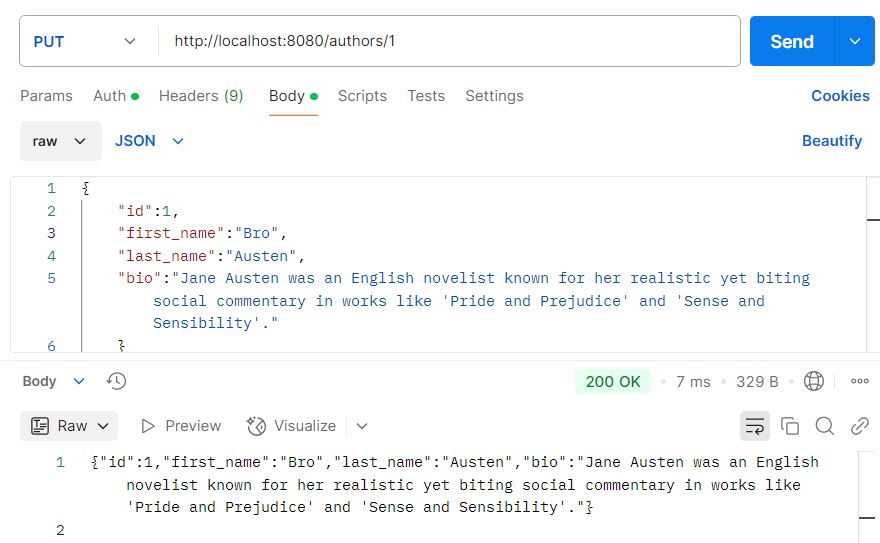 PUT http://localhost:8080/authors/1 Send
Params Auth Headers (9) Body Scripts Tests Settings Cookies
raw JSON Beautify
1 {
2 "id":1,
3 "first_name":"Bro",
4 "last_name":"Austen",
5 "bio":"Jane Austen was an English novelist known for her realistic yet biting
social commentary in works like 'Pride and Prejudice' and 'Sense and
Sensibility'."
6 }
Body 200 OK • 7 ms • 329 B
Raw Preview Visualize
1 {"id":1,"first_name":"Bro","last_name":"Austen","bio":"Jane Austen was an English
novelist known for her realistic yet biting social commentary in works like
'Pride and Prejudice' and 'Sense and Sensibility'."}
2